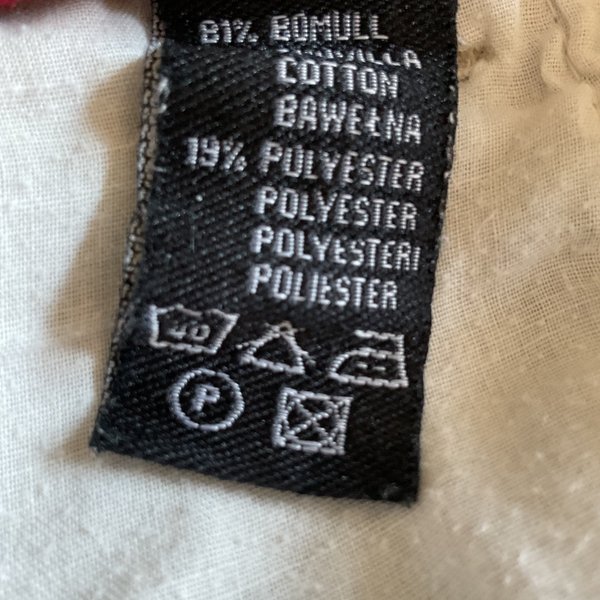 81% BOMULL
COTTON
BAWEŁNA
19% POLYESTER
POLYESTER
POLYESTERI
POLIESTER
40
P